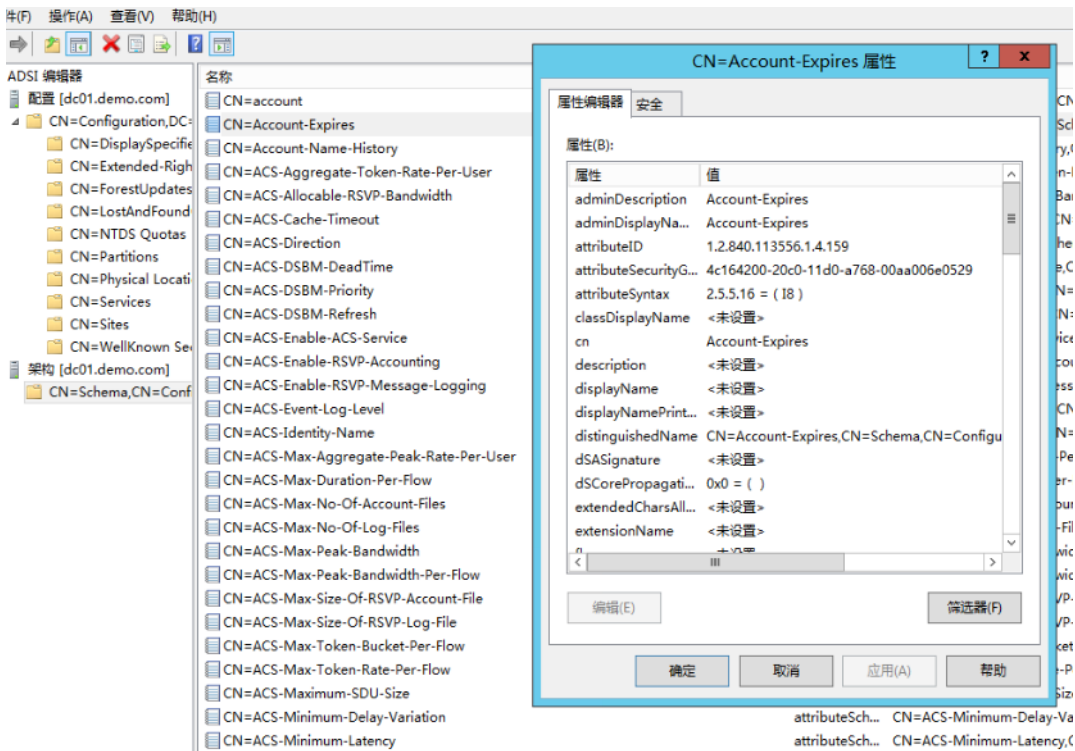 件(F) 操作(A) 查看(V) 帮助(H)
ADSI 编辑器
配置 [dc01.demo.com]
CN=Configuration,DC=
CN=DisplaySpecifie
CN=Extended-Righ
CN=ForestUpdates
CN=LostAndFound
CN=NTDS Quotas
CN=Partitions
CN=Physical Locati
CN=Services
CN=Sites
CN=WellKnown Se
架构 [dc01.demo.com]
CN=Schema,CN=Conf
名称
CN=account
CN=Account-Expires
CN=Account-Name-History
CN=ACS-Aggregate-Token-Rate-Per-User
CN=ACS-Allocable-RSVP-Bandwidth
CN=ACS-Cache-Timeout
CN=ACS-Direction
CN=ACS-DSBM-DeadTime
CN=ACS-DSBM-Priority
CN=ACS-DSBM-Refresh
CN=ACS-Enable-ACS-Service
CN=ACS-Enable-RSVP-Accounting
CN=ACS-Enable-RSVP-Message-Logging
CN=ACS-Event-Log-Level
CN=ACS-Identity-Name
CN=ACS-Max-Aggregate-Peak-Rate-Per-User
CN=ACS-Max-Duration-Per-Flow
CN=ACS-Max-No-Of-Account-Files
CN=ACS-Max-No-Of-Log-Files
CN=ACS-Max-Peak-Bandwidth
CN=ACS-Max-Peak-Bandwidth-Per-Flow
CN=ACS-Max-Size-Of-RSVP-Account-File
CN=ACS-Max-Size-Of-RSVP-Log-File
CN=ACS-Max-Token-Bucket-Per-Flow
CN=ACS-Max-Token-Rate-Per-Flow
CN=ACS-Maximum-SDU-Size
CN=ACS-Minimum-Delay-Variation attributeSch... CN=ACS-Minimum-Delay-Va
CN=ACS-Minimum-Latency attributeSch... CN=ACS-Minimum-Latency,C
CN=Account-Expires 属性
属性编辑器 安全
属性(B):
属性 值
adminDescription Account-Expires
adminDisplayNa... Account-Expires
attributeID 1.2.840.113556.1.4.159
attributeSecurityG... 4c164200-20c0-11d0-a768-00aa006e0529
attributeSyntax 2.5.5.16 = ( I8 )
classDisplayName <未设置>
cn Account-Expires
description <未设置>
displayName <未设置>
displayNamePrint... <未设置>
distinguishedName CN=Account-Expires,CN=Schema,CN=Configu
dSASignature <未设置>
dSCorePropagati... 0x0 = ( )
extendedCharsAll... <未设置>
extensionName <未设置>
编辑(E) 筛选器(F)
确定 取消 应用(A) 帮助